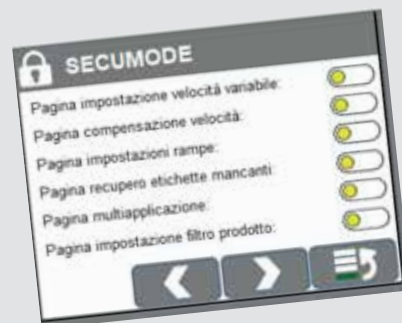 SECUMODE
Pagina impostazione velocitá variabile:
Pagina compensazione velocitá:
Pagina impostazioni rampe:
Pagina recupero etichette mancanti:
Pagina multiapplicazione:
Pagina impostazione filtro prodotto: